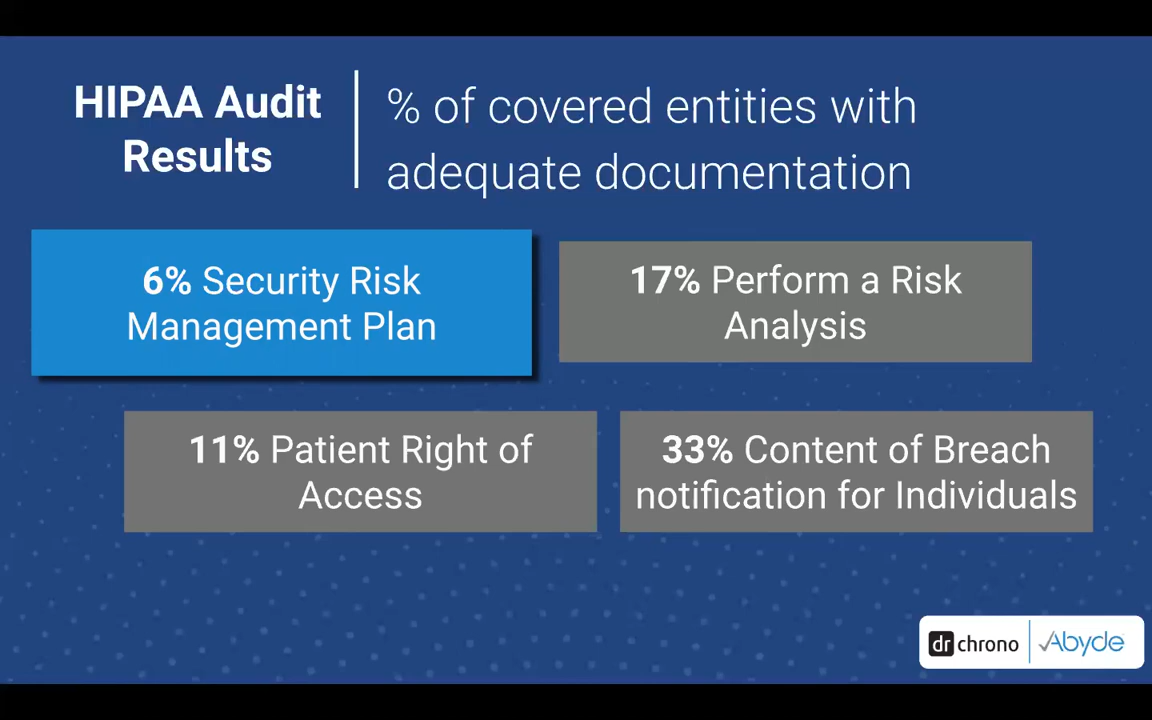 HIPAA Audit
Results
% of covered entities with
adequate documentation
6% Security Risk
Management Plan
17% Perform a Risk
Analysis
11% Patient Right of
Access
33% Content of Breach
notification for Individuals
dr chrono
Abyde